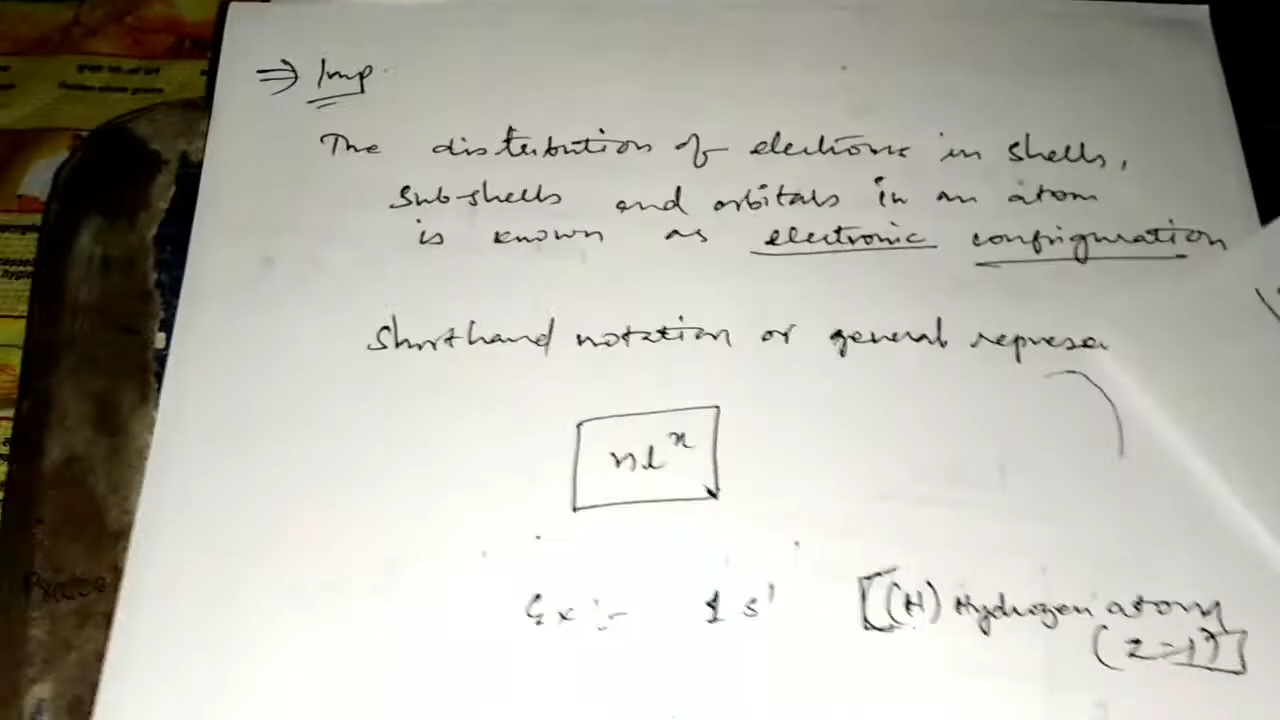 ⇒ Imp
The distribution of electrons in shells,
sub-shells and orbitals in an atom
is known as electronic configuration
Shorthand notation or general represe
nl^x
Ex :- 1s¹ [(H) Hydrogen atom
(Z=1)]